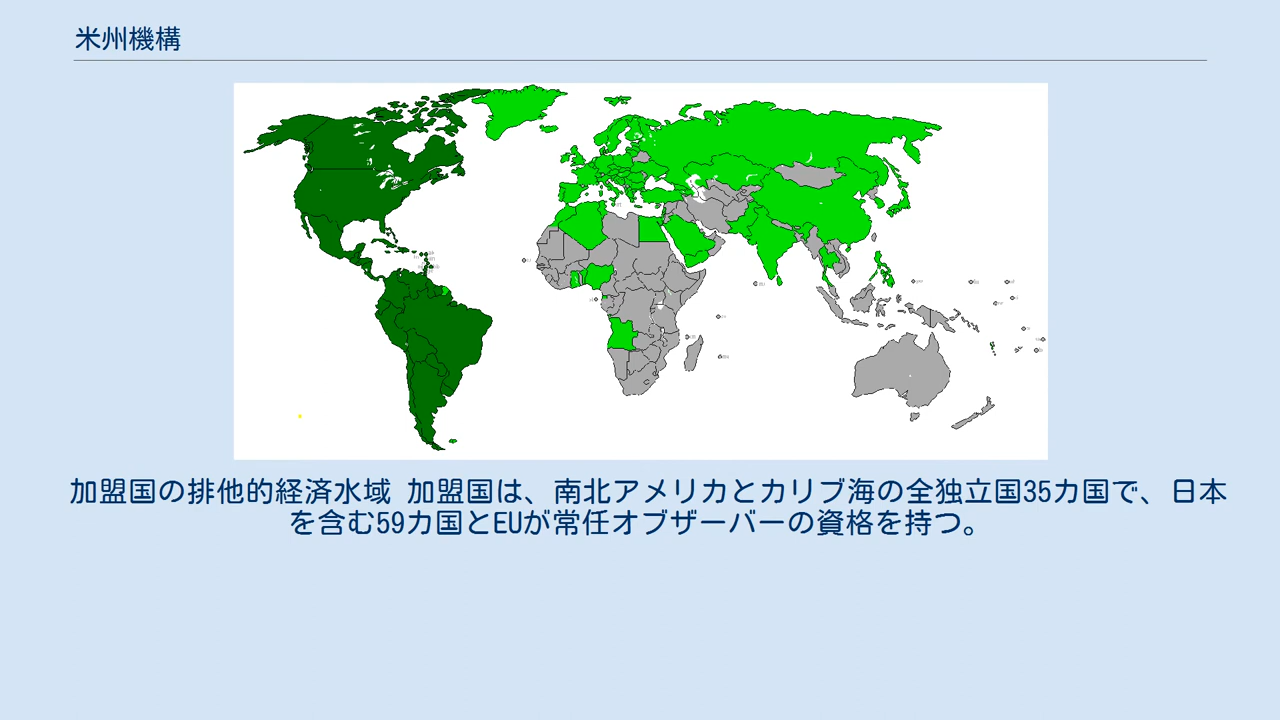 米州機構
加盟国の排他的経済水域 加盟国は、南北アメリカとカリブ海の全独立国35カ国で、日本
を含む59カ国とEUが常任オブザーバーの資格を持つ。